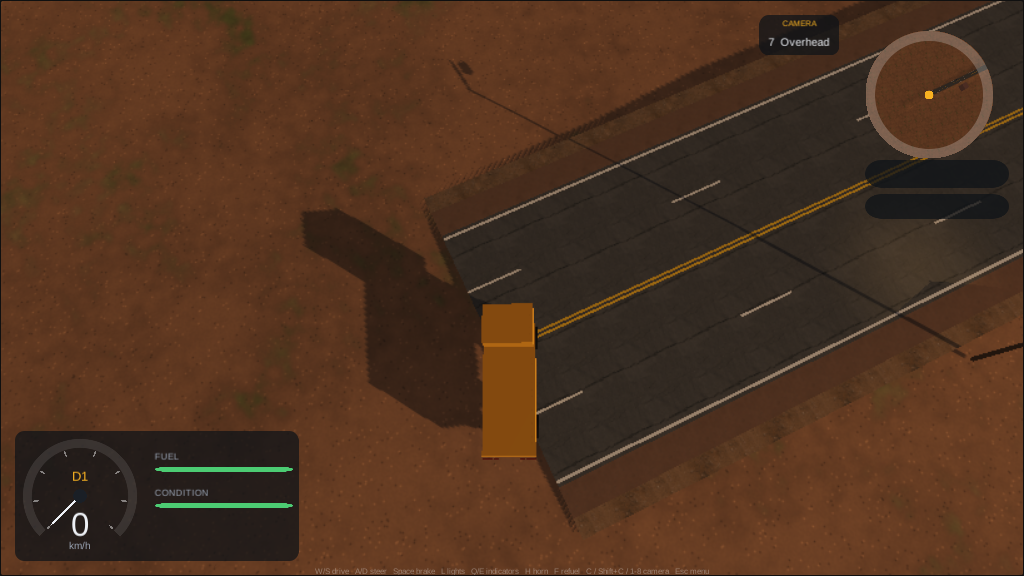 CAMERA
7 Overhead
D1
FUEL
CONDITION
0
km/h
W/S drive A/D steer Space brake L lights Q/E indicators H horn F refuel C / Shift+C / 1-8 camera Esc menu